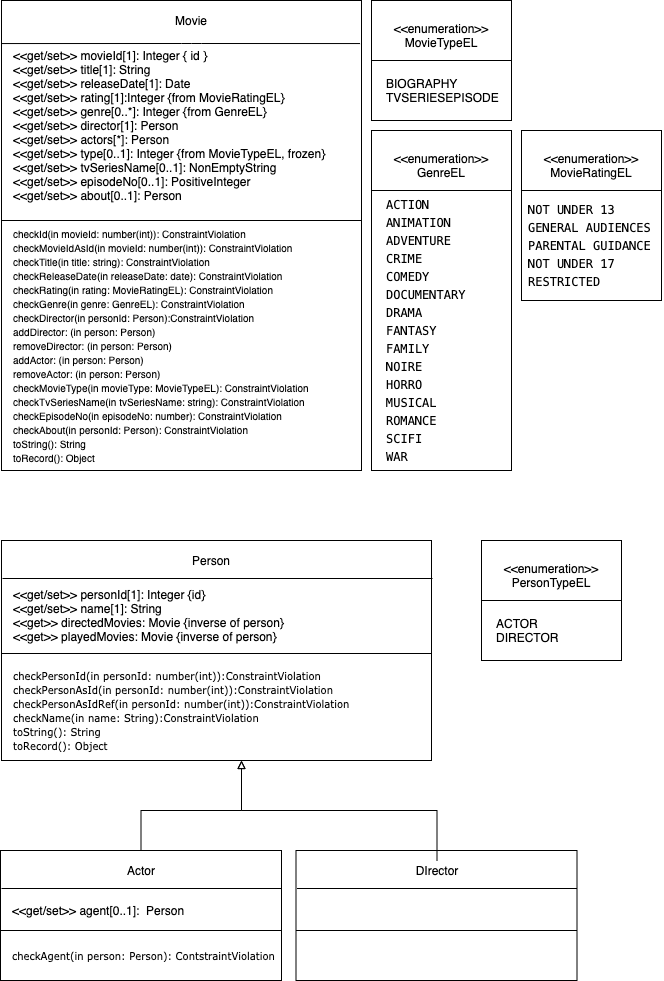 Movie
<<get/set>> movieId[1]: Integer { id }
<<get/set>> title[1]: String
<<get/set>> releaseDate[1]: Date
<<get/set>> rating[1]:Integer {from MovieRatingEL}
<<get/set>> genre[0..*]: Integer {from GenreEL}
<<get/set>> director[1]: Person
<<get/set>> actors[*]: Person
<<get/set>> type[0..1]: Integer {from MovieTypeEL, frozen}
<<get/set>> tvSeriesName[0..1]: NonEmptyString
<<get/set>> episodeNo[0..1]: PositiveInteger
<<get/set>> about[0..1]: Person
checkId(in movieId: number(int)): ConstraintViolation
checkMovieIdAsId(in movieId: number(int)): ConstraintViolation
checkTitle(in title: string): ConstraintViolation
checkReleaseDate(in releaseDate: date): ConstraintViolation
checkRating(in rating: MovieRatingEL): ConstraintViolation
checkGenre(in genre: GenreEL): ConstraintViolation
checkDirector(in personId: Person):ConstraintViolation
addDirector: (in person: Person)
removeDirector: (in person: Person)
addActor: (in person: Person)
removeActor: (in person: Person)
checkMovieType(in movieType: MovieTypeEL): ConstraintViolation
checkTvSeriesName(in tvSeriesName: string): ConstraintViolation
checkEpisodeNo(in episodeNo: number): ConstraintViolation
checkAbout(in personId: Person): ConstraintViolation
toString(): String
toRecord(): Object
<<enumeration>>
MovieTypeEL
BIOGRAPHY
TVSERIESEPISODE
<<enumeration>>
GenreEL
ACTION
ANIMATION
ADVENTURE
CRIME
COMEDY
DOCUMENTARY
DRAMA
FANTASY
FAMILY
NOIRE
HORRO
MUSICAL
ROMANCE
SCIFI
WAR
<<enumeration>>
MovieRatingEL
NOT UNDER 13
GENERAL AUDIENCES
PARENTAL GUIDANCE
NOT UNDER 17
RESTRICTED
Person
<<get/set>> personId[1]: Integer {id}
<<get/set>> name[1]: String
<<get>> directedMovies: Movie {inverse of person}
<<get>> playedMovies: Movie {inverse of person}
checkPersonId(in personId: number(int)):ConstraintViolation
checkPersonAsId(in personId: number(int)):ConstraintViolation
checkPersonAsIdRef(in personId: number(int)):ConstraintViolation
checkName(in name: String):ConstraintViolation
toString(): String
toRecord(): Object
<<enumeration>>
PersonTypeEL
ACTOR
DIRECTOR
Actor
<<get/set>> agent[0..1]: Person
checkAgent(in person: Person): ContstraintViolation
DIrector